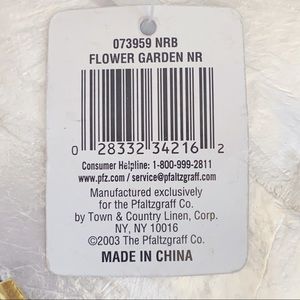 073959 NRB
FLOWER GARDEN NR
0 28332 34216 2
Consumer Helpline: 1-800-999-2811
www.pfz.com / service@pfaltzgraff.com
Manufactured exclusively
for the Pfaltzgraff Co.
by Town & Country Linen, Corp.
NY, NY 10016
©2003 The Pfaltzgraff Co.
MADE IN CHINA